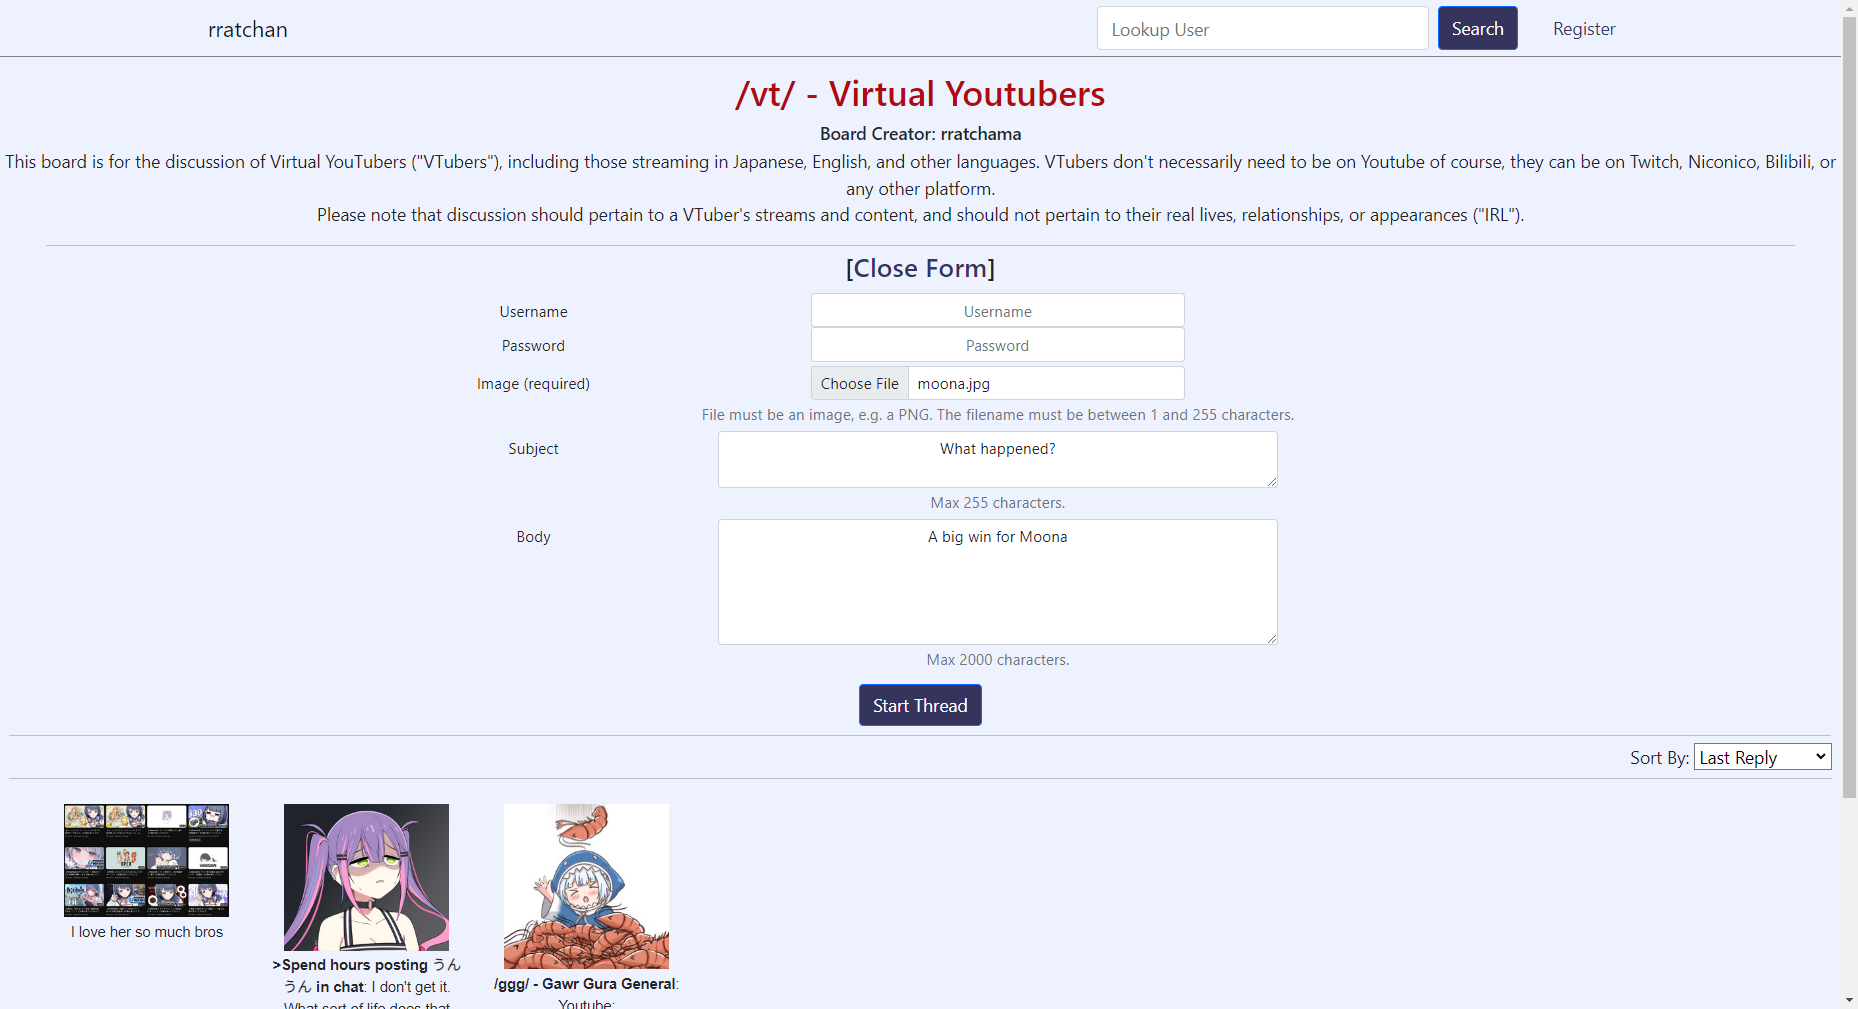 rratchan
Lookup User
Search
Register
/vt/ - Virtual Youtubers
Board Creator: rratchama
This board is for the discussion of Virtual YouTubers ("VTubers"), including those streaming in Japanese, English, and other languages. VTubers don't necessarily need to be on Youtube of course, they can be on Twitch, Niconico, Bilibili, or
any other platform.
Please note that discussion should pertain to a VTuber's streams and content, and should not pertain to their real lives, relationships, or appearances ("IRL").
[Close Form]
Username
Username
Password
Password
Image (required)
Choose File
moona.jpg
File must be an image, e.g. a PNG. The filename must be between 1 and 255 characters.
Subject
What happened?
Max 255 characters.
Body
A big win for Moona
Max 2000 characters.
Start Thread
Sort By:
Last Reply
I love her so much bros
>Spend hours posting うん
うん in chat: I don't get it.
What sort of life does that
/ggg/ - Gawr Gura General:
Youtube: